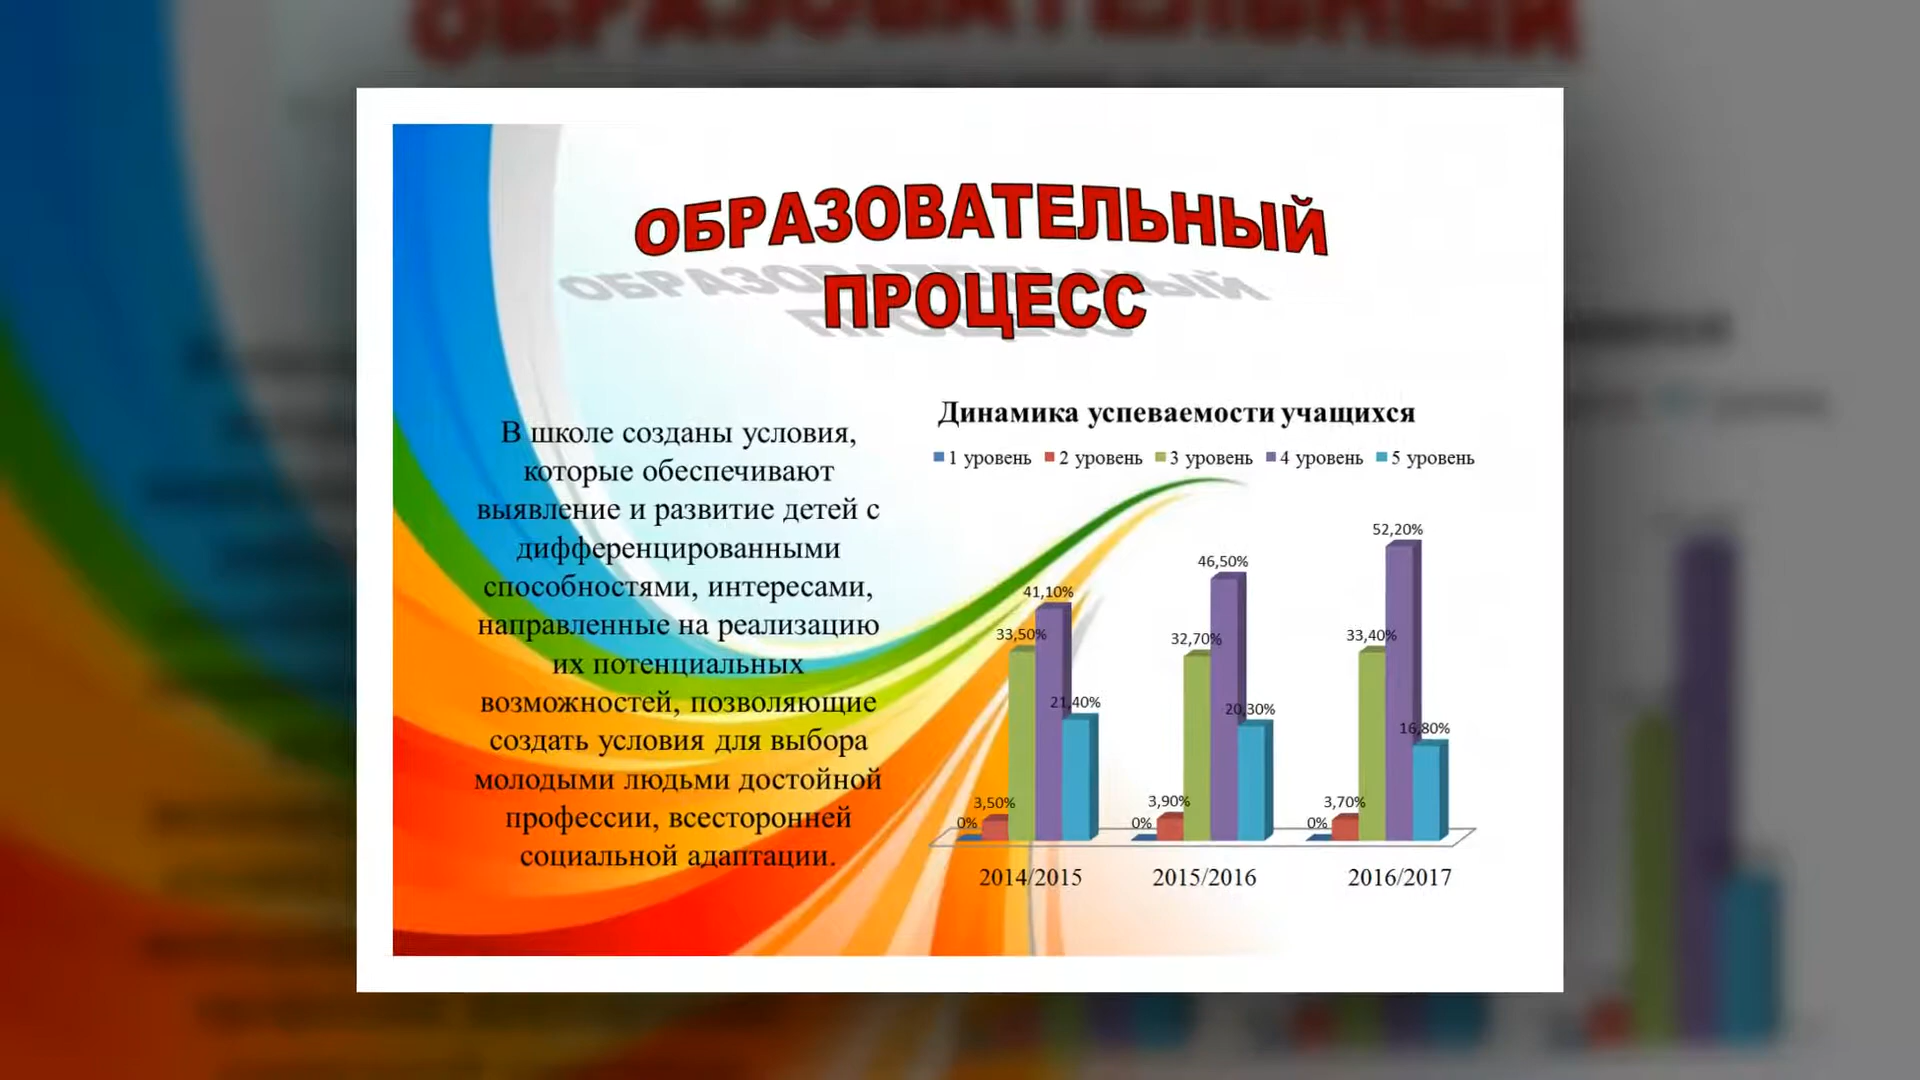 ОБРАЗОВАТЕЛЬНЫЙ
ПРОЦЕСС
В школе созданы условия,
которые обеспечивают
выявление и развитие детей с
дифференцированными
способностями, интересами,
направленные на реализацию
их потенциальных
возможностей, позволяющие
создать условия для выбора
молодыми людьми достойной
профессии, всесторонней
социальной адаптации.
Динамика успеваемости учащихся
1 уровень 2 уровень 3 уровень 4 уровень 5 уровень
0% 3,50% 33,50% 41,10% 21,40%
0% 3,90% 32,70% 46,50% 20,30%
0% 3,70% 33,40% 52,20% 16,80%
2014/2015 2015/2016 2016/2017